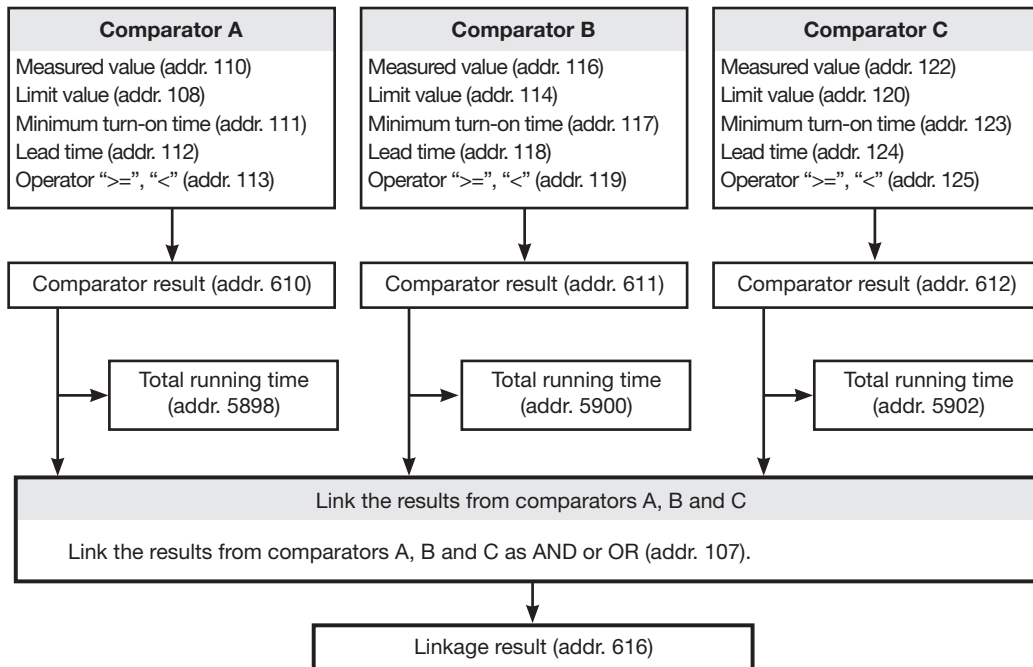 Comparator A
Measured value (addr. 110)
Limit value (addr. 108)
Minimum turn-on time (addr. 111)
Lead time (addr. 112)
Operator “>=”, “<” (addr. 113)
Comparator B
Measured value (addr. 116)
Limit value (addr. 114)
Minimum turn-on time (addr. 117)
Lead time (addr. 118)
Operator “>=”, “<” (addr. 119)
Comparator C
Measured value (addr. 122)
Limit value (addr. 120)
Minimum turn-on time (addr. 123)
Lead time (addr. 124)
Operator “>=”, “<” (addr. 125)
Comparator result (addr. 610)
Comparator result (addr. 611)
Comparator result (addr. 612)
Total running time
(addr. 5898)
Total running time
(addr. 5900)
Total running time
(addr. 5902)
Link the results from comparators A, B and C
Link the results from comparators A, B and C as AND or OR (addr. 107).
Linkage result (addr. 616)